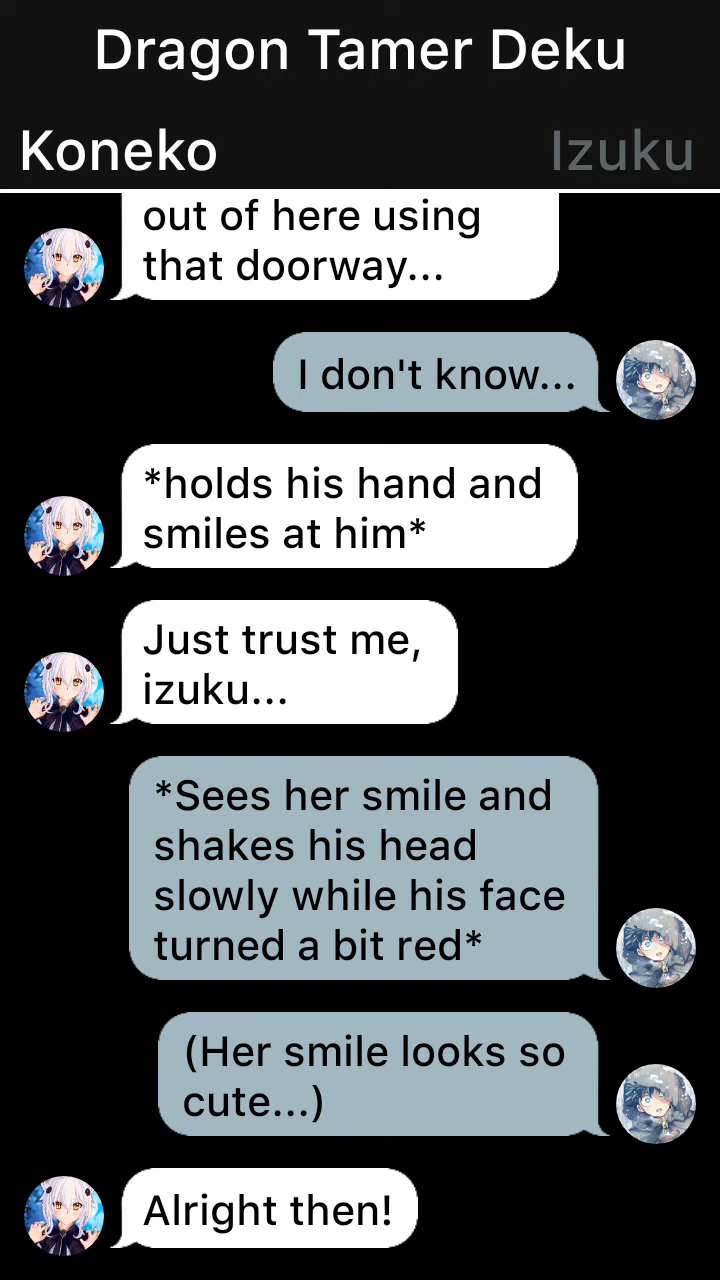 Dragon Tamer Deku
Koneko
Izuku
out of here using
that doorway...
I don't know...
*holds his hand and
smiles at him*
Just trust me,
izuku...
*Sees her smile and
shakes his head
slowly while his face
turned a bit red*
(Her smile looks so
cute...)
Alright then!